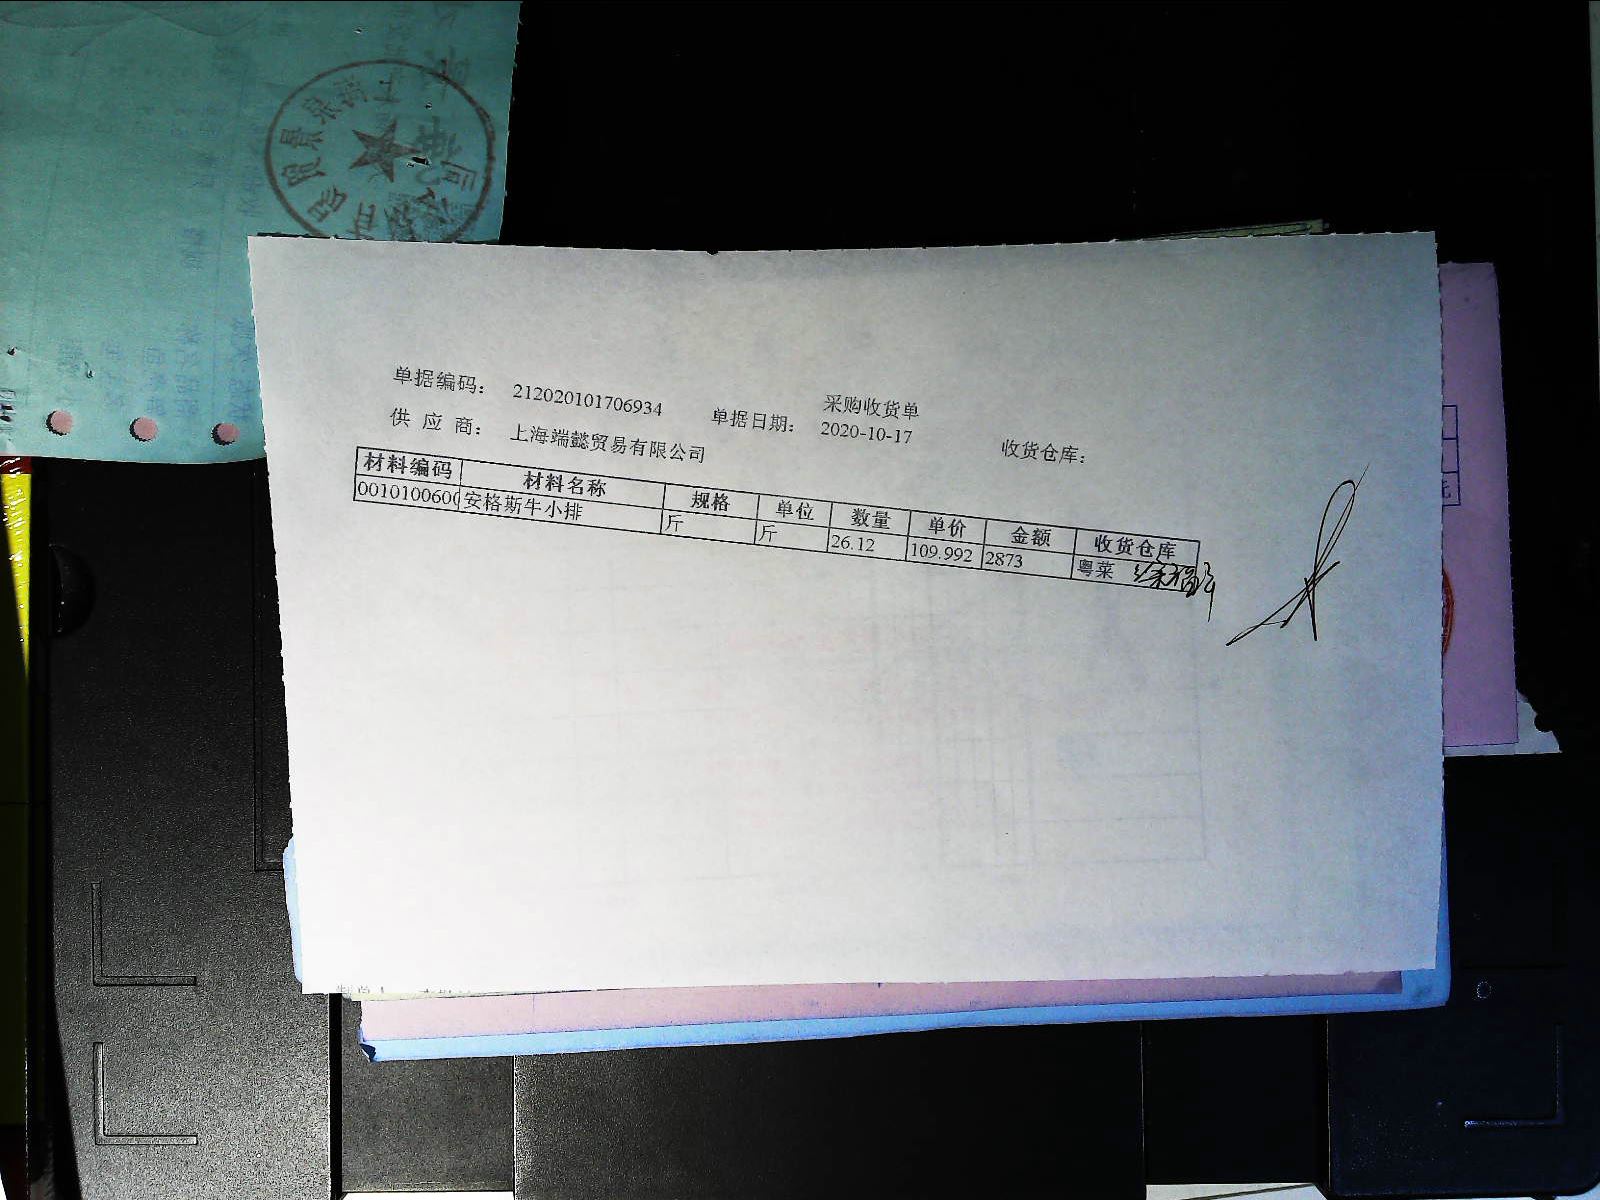 采购收货单
单据编码： 212020101706934 单据日期： 2020-10-17 收货仓库：
供 应 商： 上海端懿贸易有限公司
材料编码 材料名称 规格 单位 数量 单价 金额 收货仓库
0010100600 安格斯牛小排 斤 斤 26.12 109.992 2873 粤菜